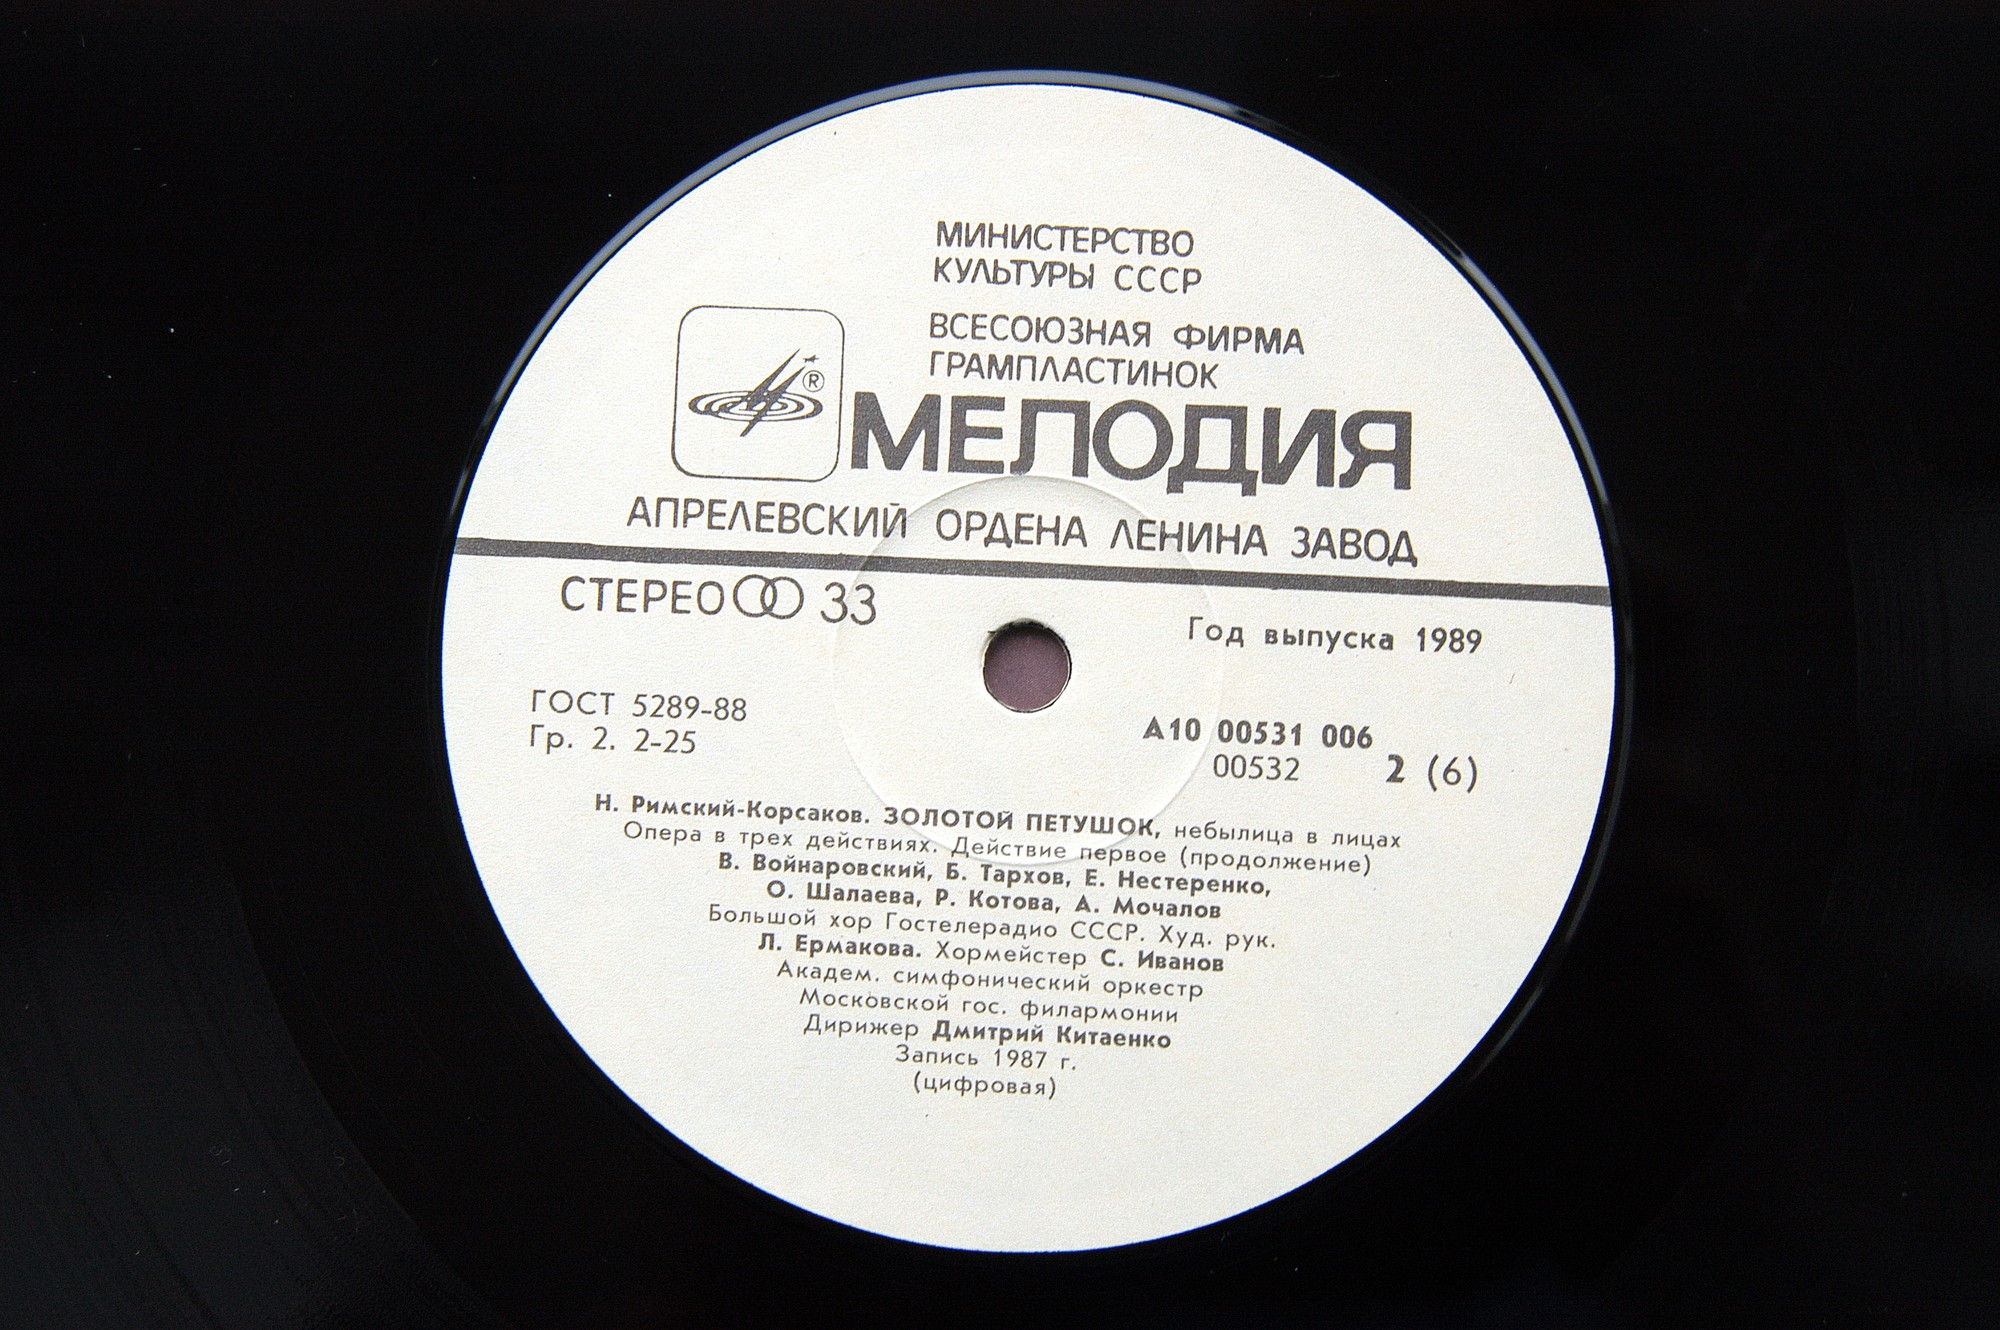 МИНИСТЕРСТВО
КУЛЬТУРЫ СССР
ВСЕСОЮЗНАЯ ФИРМА
ГРАМПЛАСТИНОК
®
МЕЛОДИЯ
АПРЕЛЕВСКИЙ ОРДЕНА ЛЕНИНА ЗАВОД
СТЕРЕО 33
Год выпуска 1989
ГОСТ 5289-88
Гр. 2. 2-25
А10 00531 006
00532 2 (6)
Н. Римский-Корсаков. ЗОЛОТОЙ ПЕТУШОК, небылица в лицах
Опера в трех действиях. Действие первое (продолжение)
В. Войнаровский, Б. Тархов, Е. Нестеренко,
О. Шалаева, Р. Котова, А. Мочалов
Большой хор Гостелерадио СССР. Худ. рук.
Л. Ермакова. Хормейстер С. Иванов
Академ. симфонический оркестр
Московской гос. филармонии
Дирижер Дмитрий Китаенко
Запись 1987 г.
(цифровая)